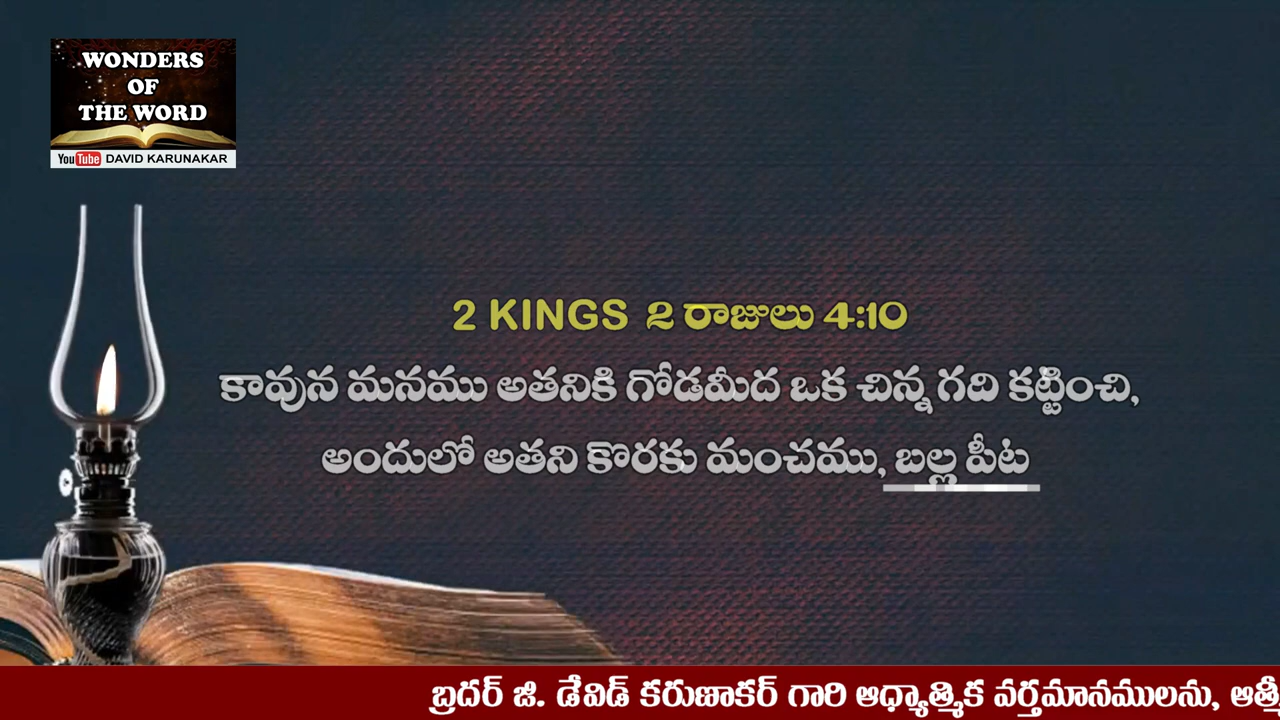 WONDERS
OF
THE WORD
YouTube DAVID KARUNAKAR
2 KINGS 2 రాజులు 4:10
కావున మనము అతనికి గోడమీద ఒక చిన్న గది కట్టించి,
అందులో అతని కొరకు మంచము, బల్ల పీట
బ్రదర్ జి. డేవిడ్ కరుణాకర్ గారి ఆధ్యాత్మిక వర్తమానములను,